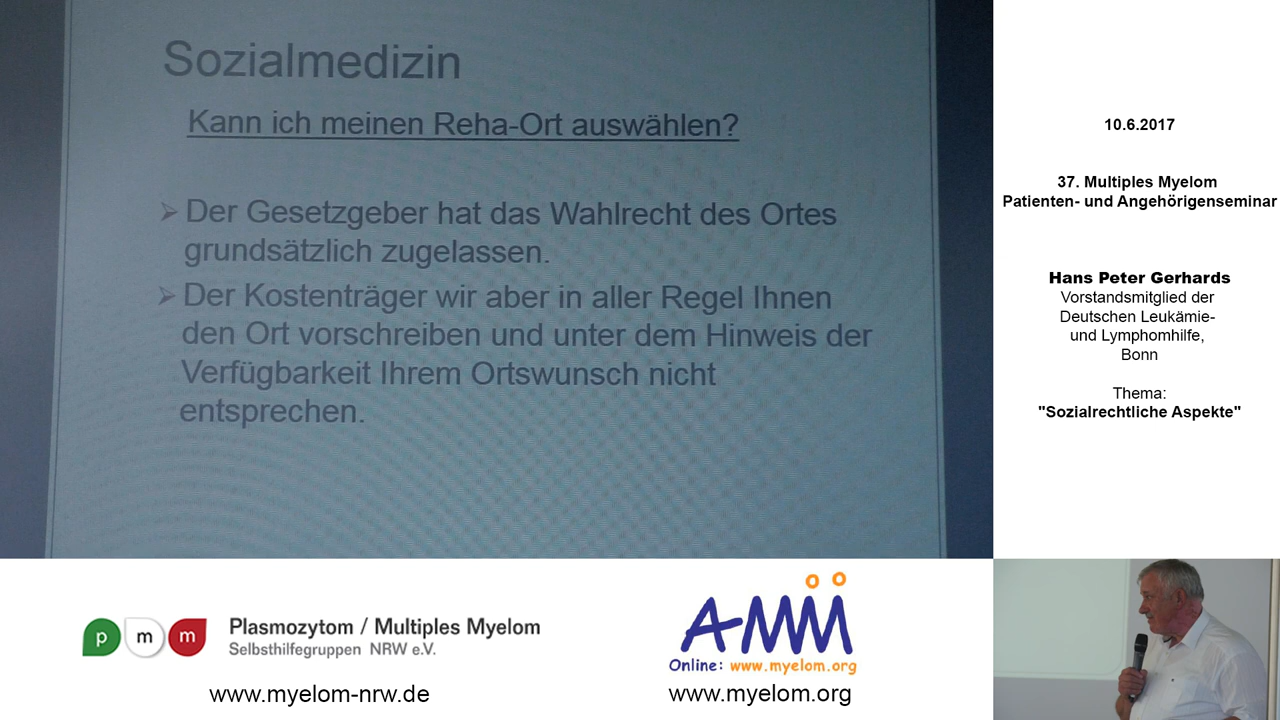 Sozialmedizin
Kann ich meinen Reha-Ort auswählen?
➢ Der Gesetzgeber hat das Wahlrecht des Ortes
grundsätzlich zugelassen.
➢ Der Kostenträger wir aber in aller Regel Ihnen
den Ort vorschreiben und unter dem Hinweis der
Verfügbarkeit Ihrem Ortswunsch nicht
entsprechen.
10.6.2017
37. Multiples Myelom
Patienten- und Angehörigenseminar
Hans Peter Gerhards
Vorstandsmitglied der
Deutschen Leukämie-
und Lymphomhilfe,
Bonn
Thema:
"Sozialrechtliche Aspekte"
p m m
Plasmozytom / Multiples Myelom
Selbsthilfegruppen NRW e.V.
www.myelom-nrw.de
AMM
Online: www.myelom.org
www.myelom.org